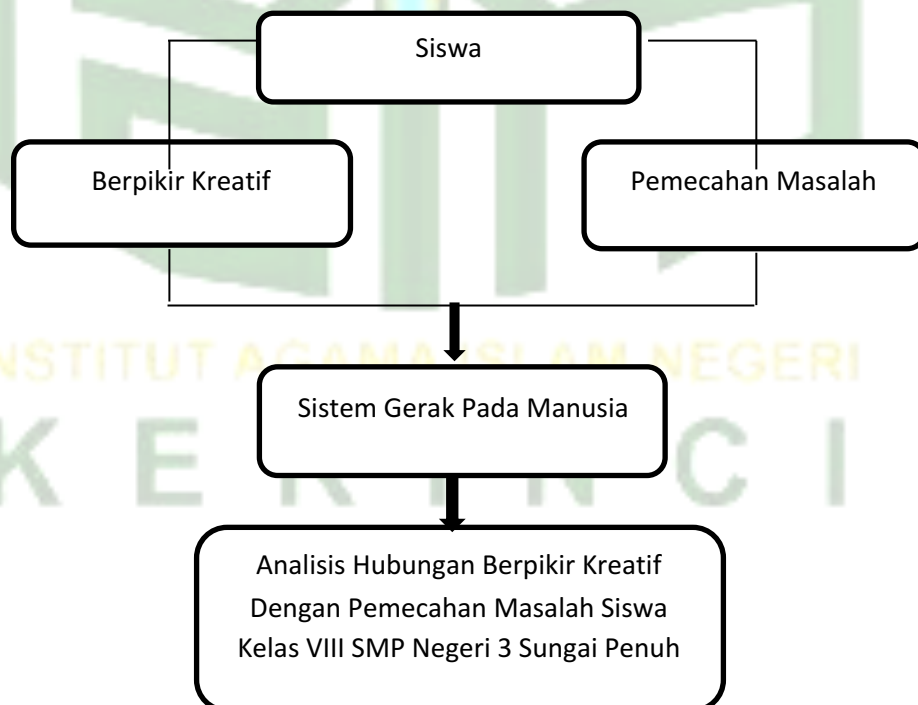 Siswa
Berpikir Kreatif
Pemecahan Masalah
INSTITUT AGAMA ISLAM NEGERI
Sistem Gerak Pada Manusia
KERINCI
Analisis Hubungan Berpikir Kreatif
Dengan Pemecahan Masalah Siswa
Kelas VIII SMP Negeri 3 Sungai Penuh